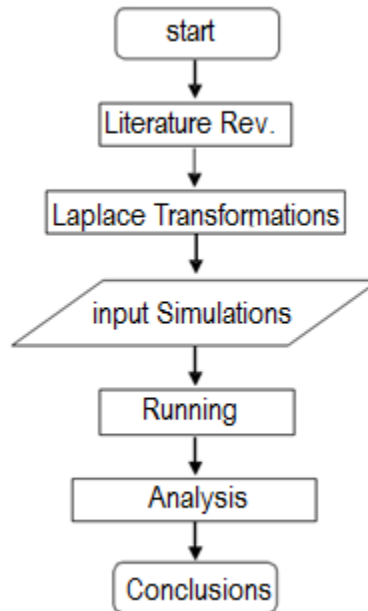 start
Literature Rev.
Laplace Transformations
input Simulations
Running
Analysis
Conclusions